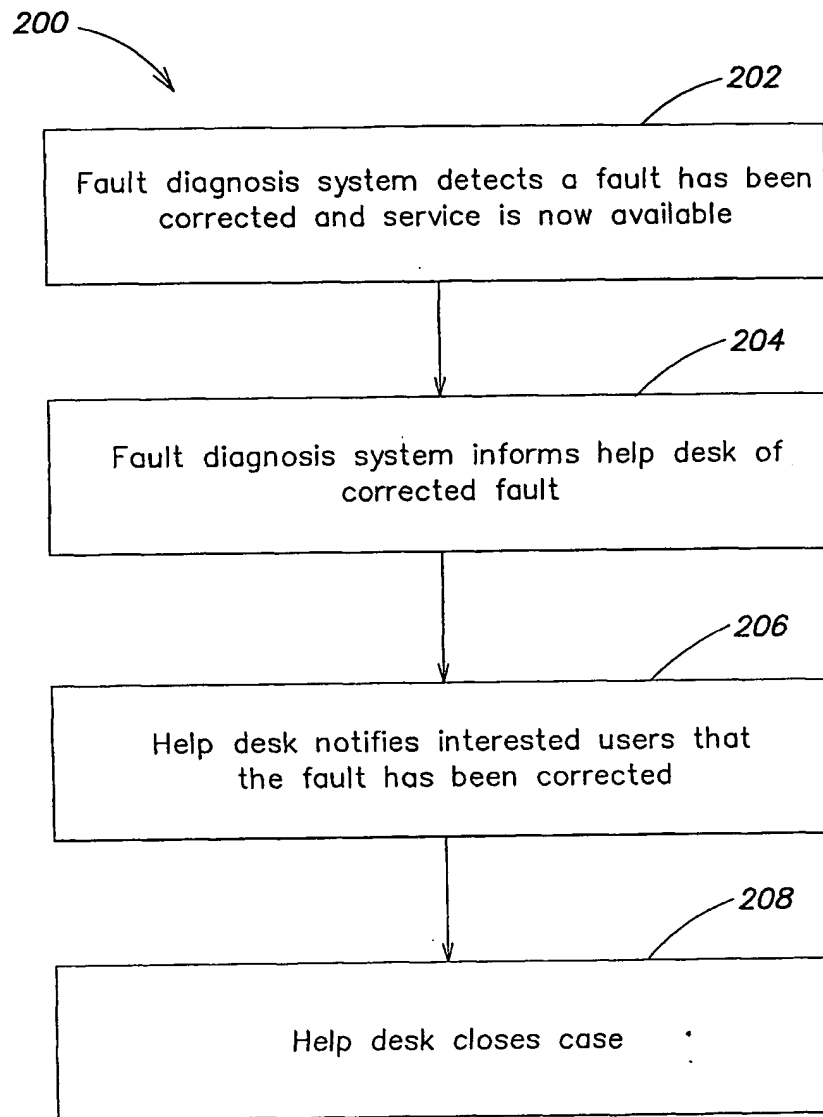 200
202
Fault diagnosis system detects a fault has been
corrected and service is now available
204
Fault diagnosis system informs help desk of
corrected fault
206
Help desk notifies interested users that
the fault has been corrected
208
Help desk closes case